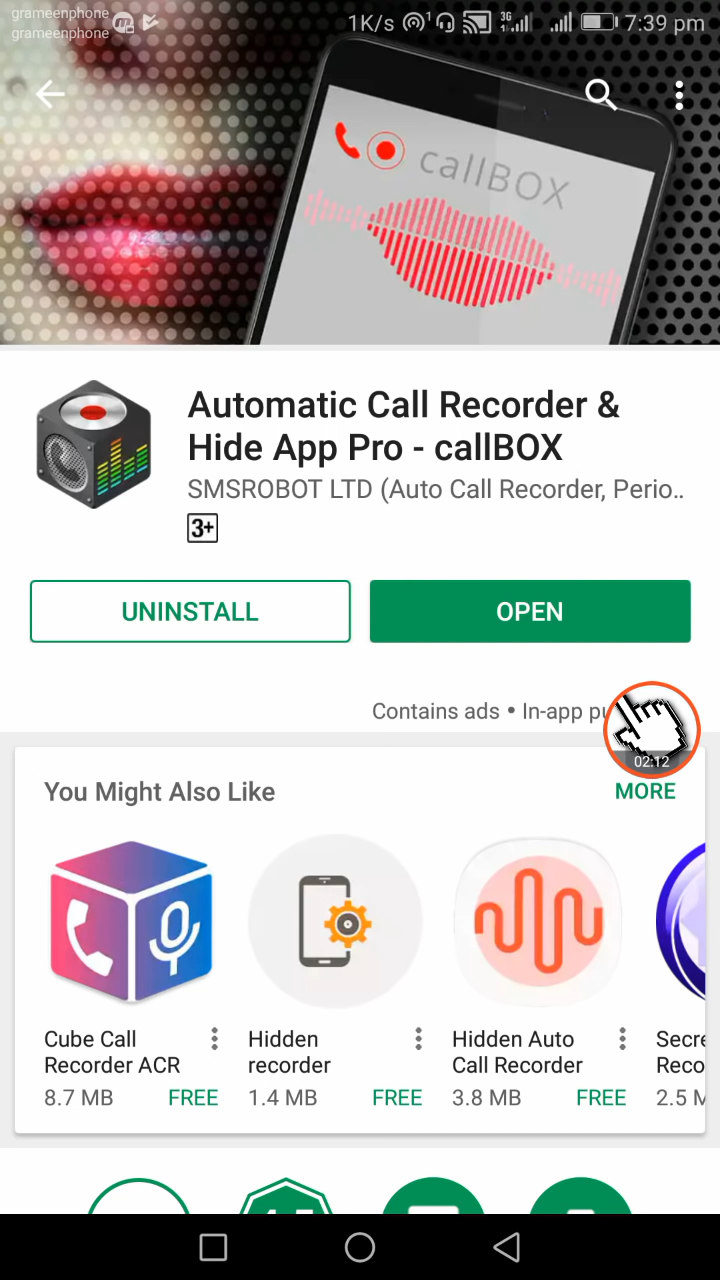 grameenphone
grameenphone
1K/s 1 3G 7:39 pm
callBOX
Automatic Call Recorder &
Hide App Pro - callBOX
SMSROBOT LTD (Auto Call Recorder, Perio..
3+
UNINSTALL
OPEN
Contains ads • In-app pu
02:12
You Might Also Like
MORE
Cube Call
Recorder ACR
8.7 MB FREE
Hidden
recorder
1.4 MB FREE
Hidden Auto
Call Recorder
3.8 MB FREE
Secre
Reco
2.5 M